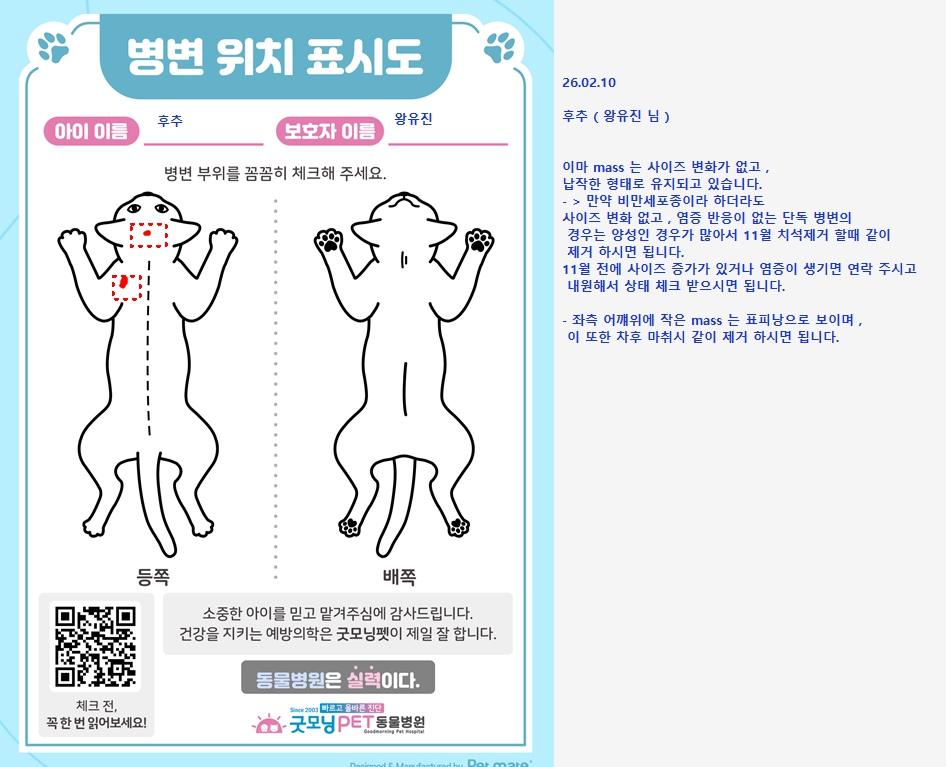 병변 위치 표시도
아이 이름
후추
보호자 이름
왕유진
병변 부위를 꼼꼼히 체크해 주세요.
등쪽
배쪽
체크 전,
꼭 한 번 읽어보세요!
소중한 아이를 믿고 맡겨주심에 감사드립니다.
건강을 지키는 예방의학은 굿모닝펫이 제일 잘 합니다.
동물병원은 실력이다.
Since 2003 바르고 올바른 진단
굿모닝PET동물병원
Goodmorning Pet Hospital
Designed & Manufactured by Pet mate
26.02.10
후추 ( 왕유진 님 )
이마 mass 는 사이즈 변화가 없고 ,
납작한 형태로 유지되고 있습니다.
- > 만약 비만세포종이라 하더라도
사이즈 변화 없고 , 염증 반응이 없는 단독 병변의
경우는 양성인 경우가 많아서 11월 치석제거 할때 같이
제거 하시면 됩니다.
11월 전에 사이즈 증가가 있거나 염증이 생기면 연락 주시고
내원해서 상태 체크 받으시면 됩니다.
- 좌측 어깨위에 작은 mass 는 표피낭으로 보이며 ,
이 또한 차후 마취시 같이 제거 하시면 됩니다.